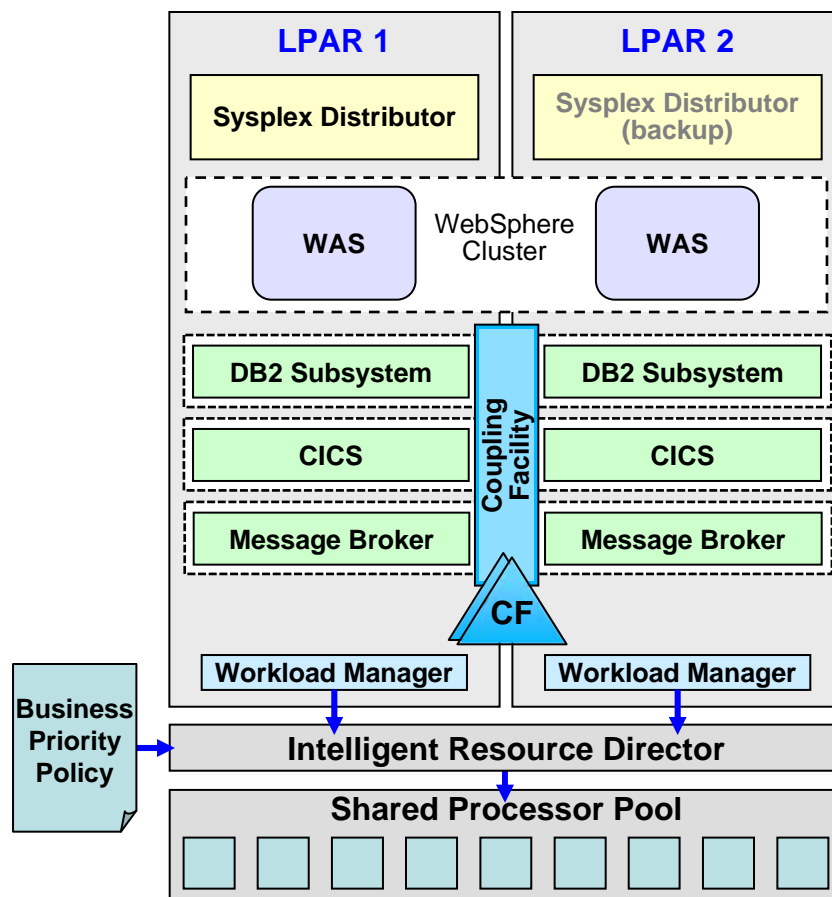 LPAR 1
LPAR 2
Sysplex Distributor
Sysplex Distributor
(backup)
WAS
WebSphere
Cluster
WAS
DB2 Subsystem
DB2 Subsystem
CICS
CICS
Message Broker
Message Broker
Coupling
Facility
CF
Workload Manager
Workload Manager
Business
Priority
Policy
Intelligent Resource Director
Shared Processor Pool